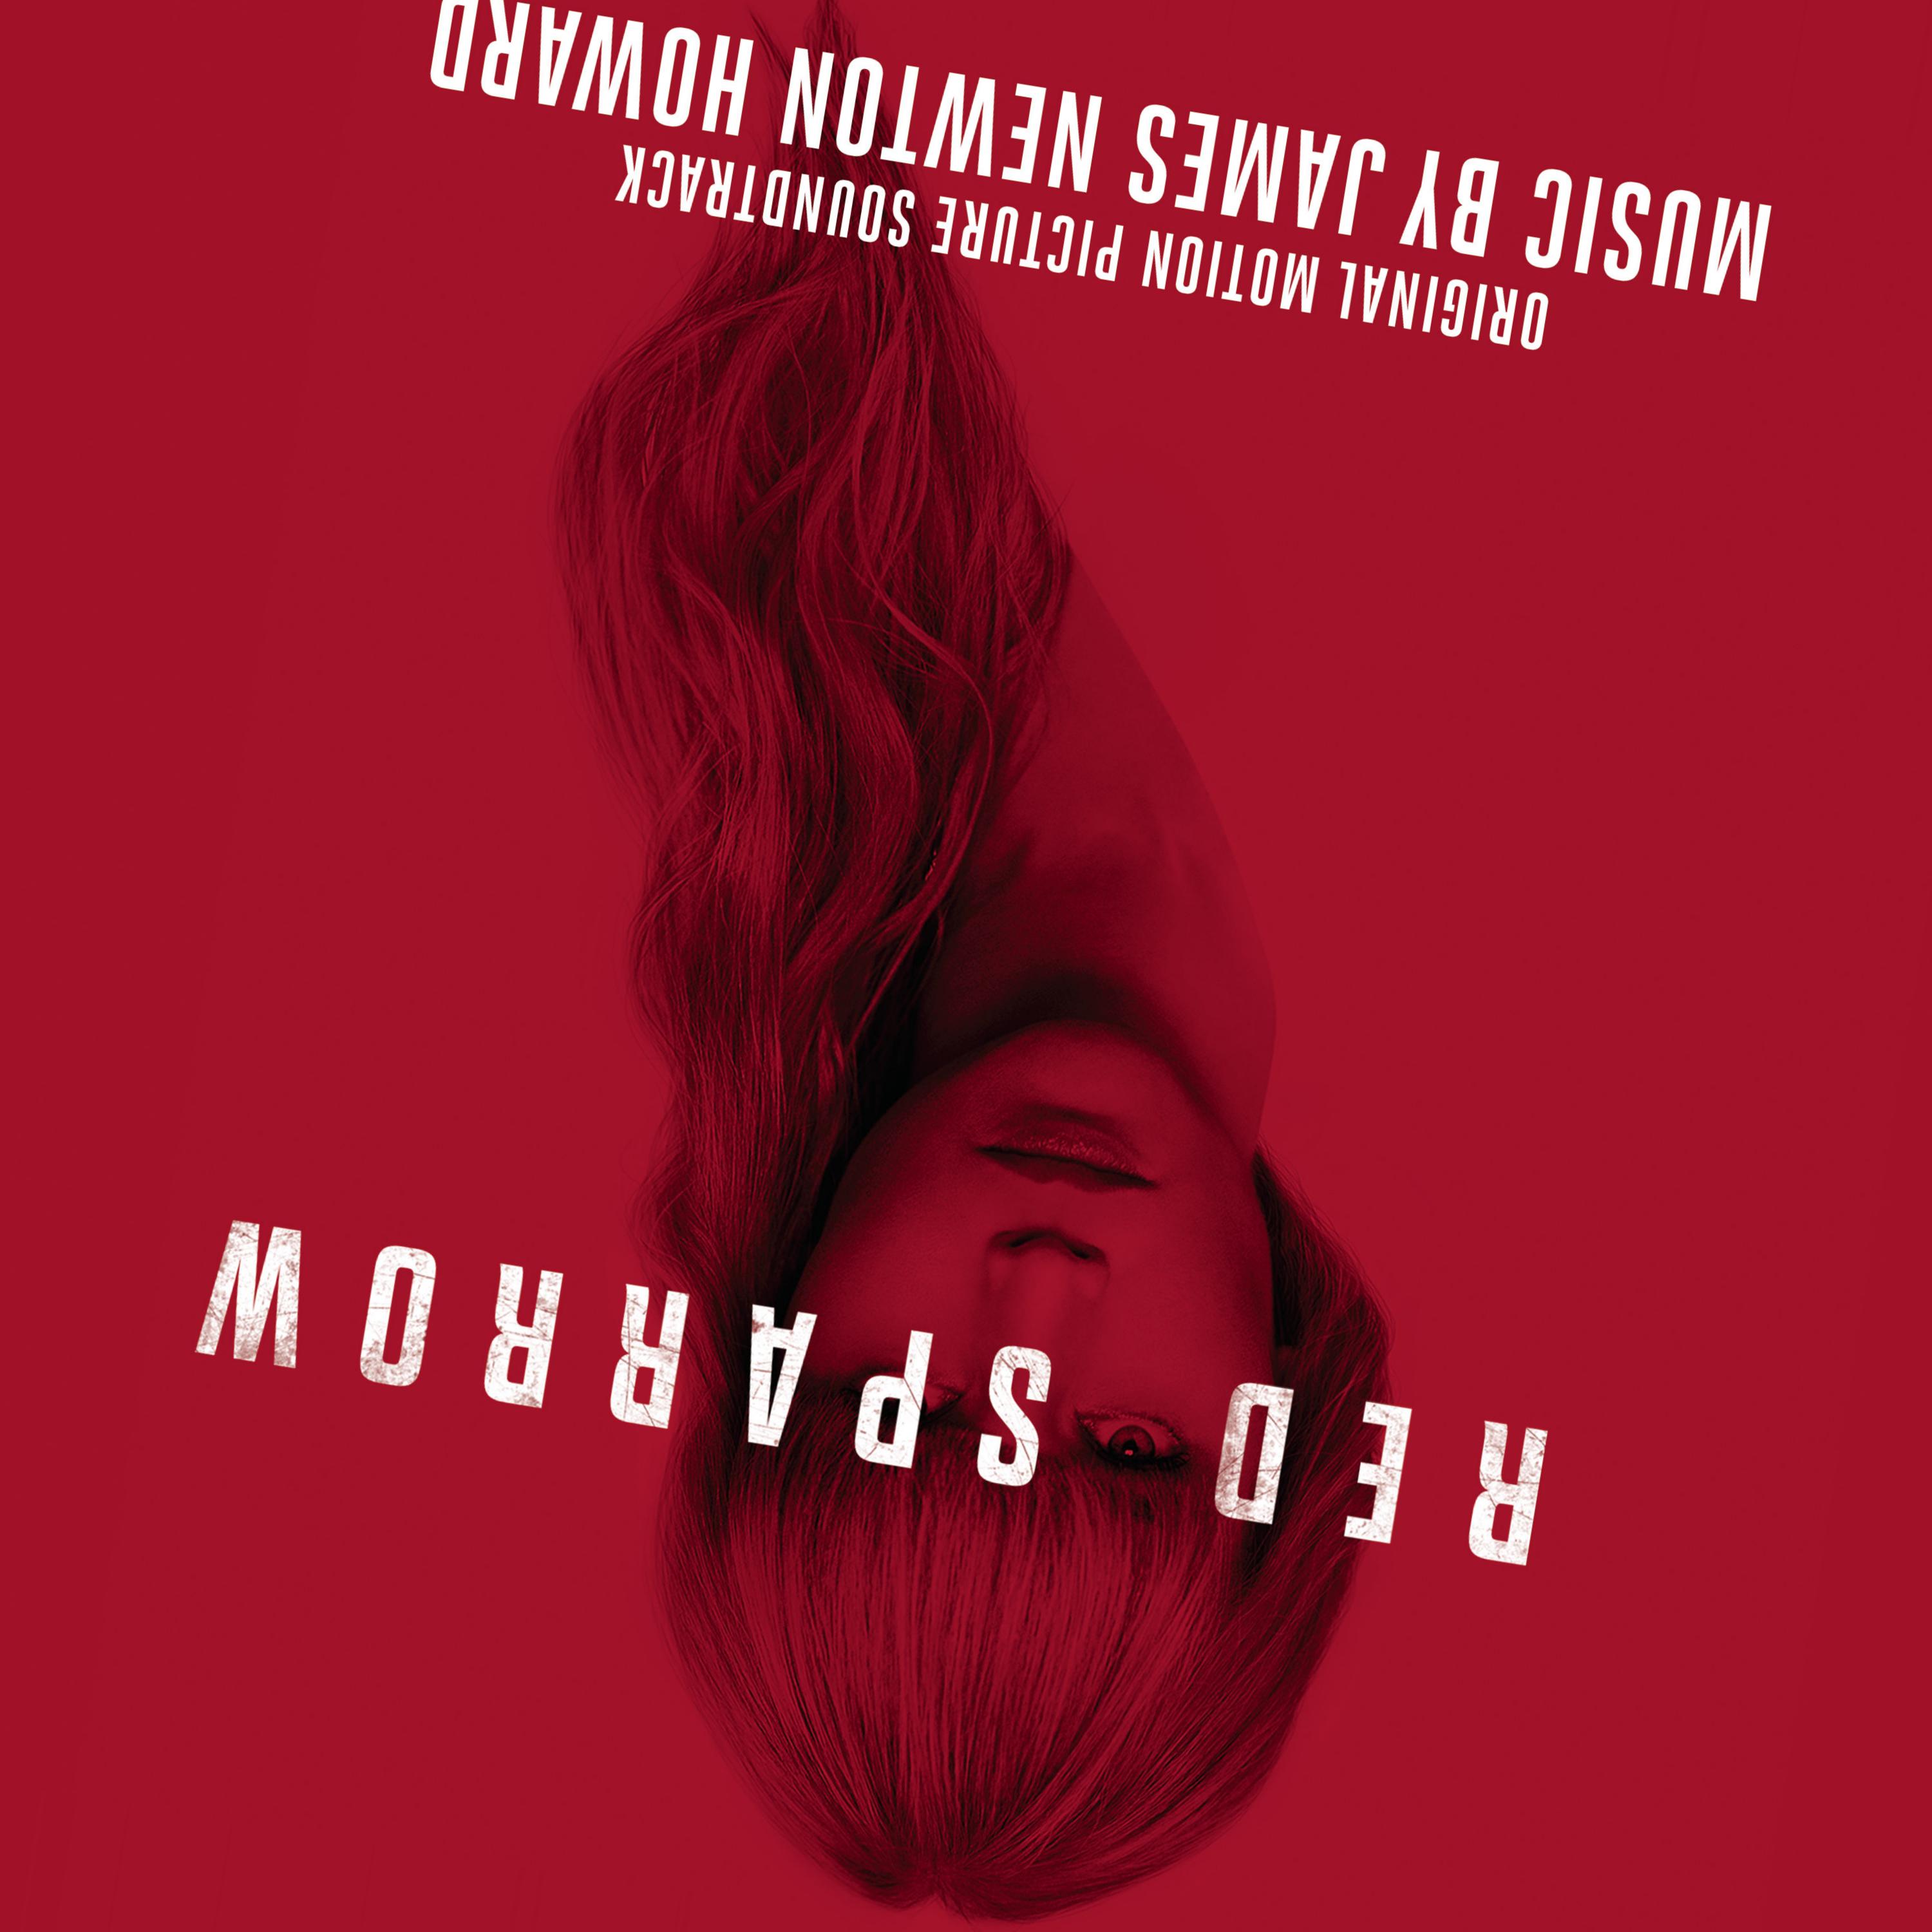 RED SPARROW
ORIGINAL MOTION PICTURE SOUNDTRACK
MUSIC BY JAMES NEWTON HOWARD